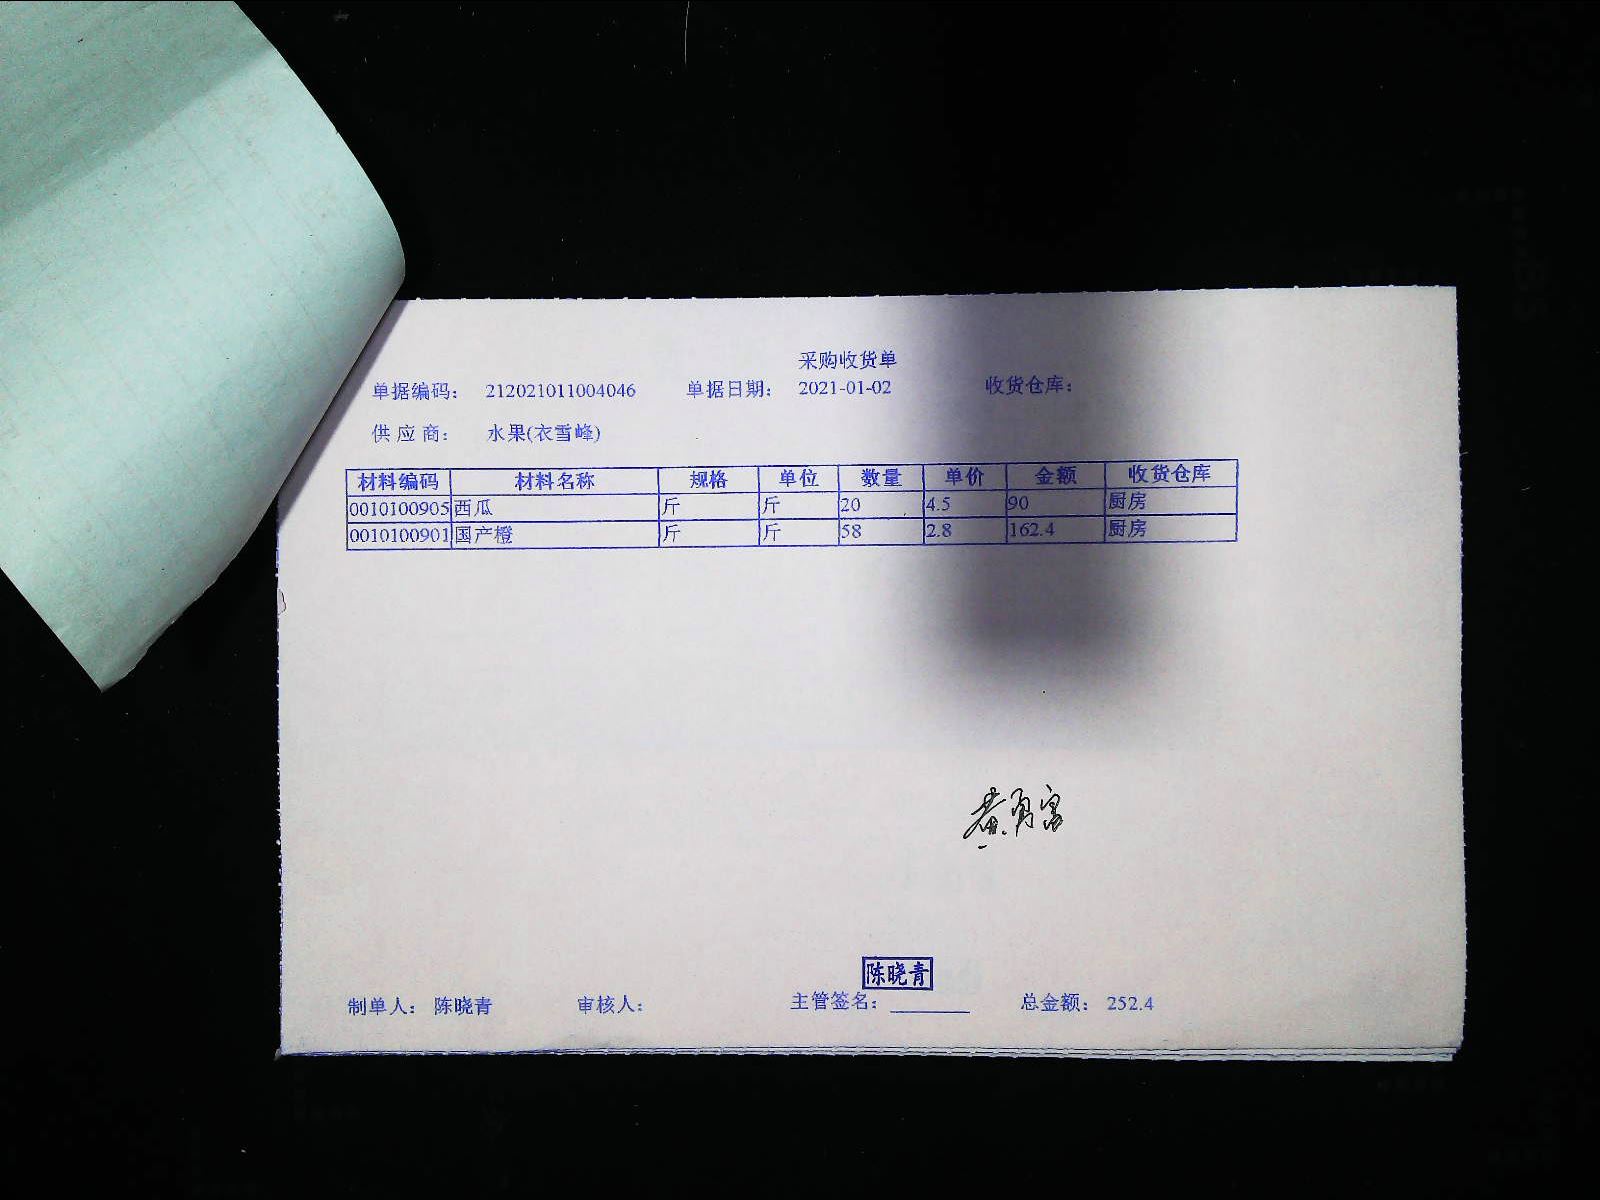 采购收货单
单据编码： 212021011004046 单据日期： 2021-01-02 收货仓库：
供 应 商： 水果(衣雪峰)
材料编码 材料名称 规格 单位 数量 单价 金额 收货仓库
0010100905 西瓜 斤 斤 20 4.5 90 厨房
0010100901 国产橙 斤 斤 58 2.8 162.4 厨房
黄勇富
陈晓青
制单人： 陈晓青 审核人： 主管签名： 总金额： 252.4